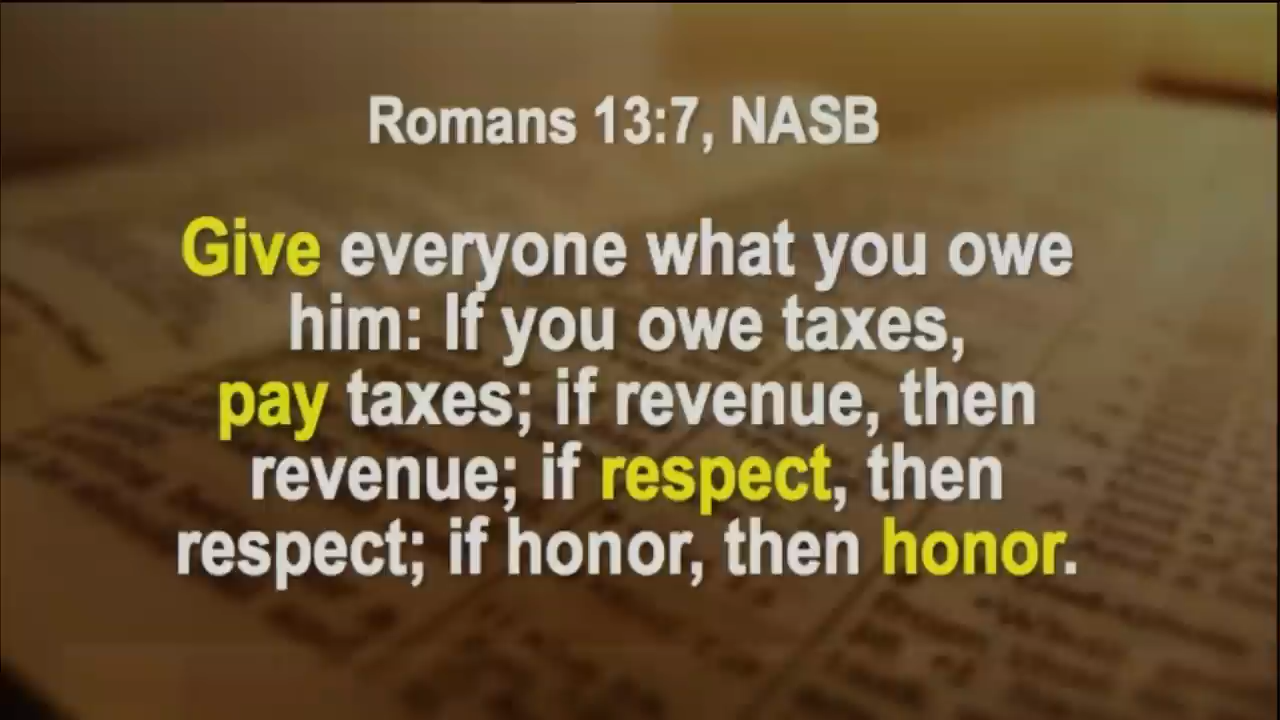 Romans 13:7, NASB
Give everyone what you owe
him: If you owe taxes,
pay taxes; if revenue, then
revenue; if respect, then
respect; if honor, then honor.